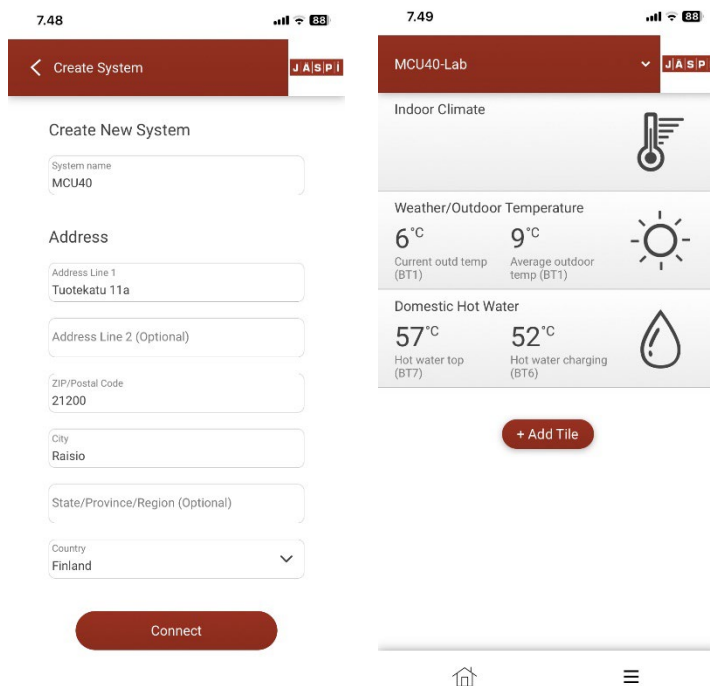 7.48
88
Create System
JÄSPI
Create New System
System name
MCU40
Address
Address Line 1
Tuotekatu 11a
Address Line 2 (Optional)
ZIP/Postal Code
21200
City
Raisio
State/Province/Region (Optional)
Country
Finland
Connect
7.49
88
MCU40-Lab
JÄSP
Indoor Climate
Weather/Outdoor Temperature
6°C
9°C
Current outd temp
(BT1)
Average outdoor
temp (BT1)
Domestic Hot Water
57°C
52°C
Hot water top
(BT7)
Hot water charging
(BT6)
+ Add Tile